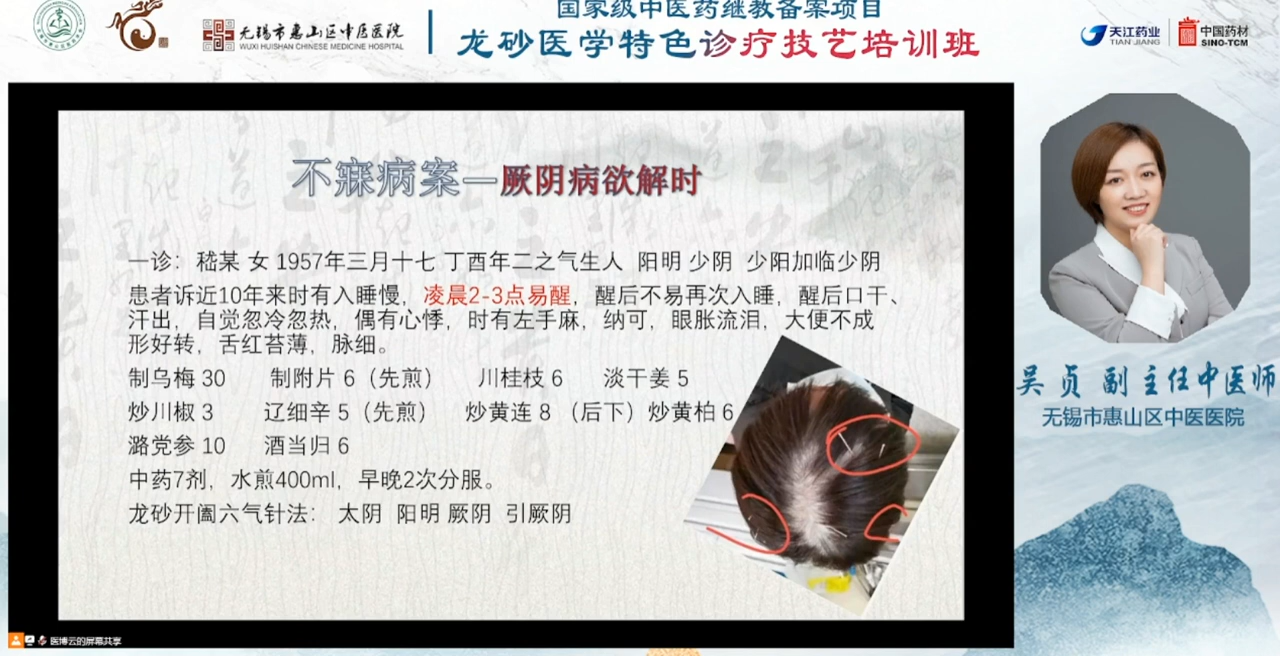 无锡市惠山区中医医院
WUXI HUISHAN CHINESE MEDICINE HOSPITAL
国家级中医药继教备案项目
龙砂医学特色诊疗技艺培训班
天江药业
TIAN JIANG
中国药材
SINO-TCM
不寐病案—厥阴病欲解时
一诊：嵇某 女 1957年三月十七 丁酉年二之气生人 阳明 少阴 少阳加临少阴
患者诉近10年来时有入睡慢，凌晨2-3点易醒，醒后不易再次入睡，醒后口干、
汗出，自觉忽冷忽热，偶有心悸，时有左手麻，纳可，眼胀流泪，大便不成
形好转，舌红苔薄，脉细。
制乌梅 30 制附片 6（先煎） 川桂枝 6 淡干姜 5
炒川椒 3 辽细辛 5（先煎） 炒黄连 8 （后下）炒黄柏 6
潞党参 10 酒当归 6
中药7剂，水煎400ml，早晚2次分服。
龙砂开阖六气针法： 太阴 阳明 厥阴 引厥阴
吴贞 副主任中医师
无锡市惠山区中医医院
医博云的屏幕共享